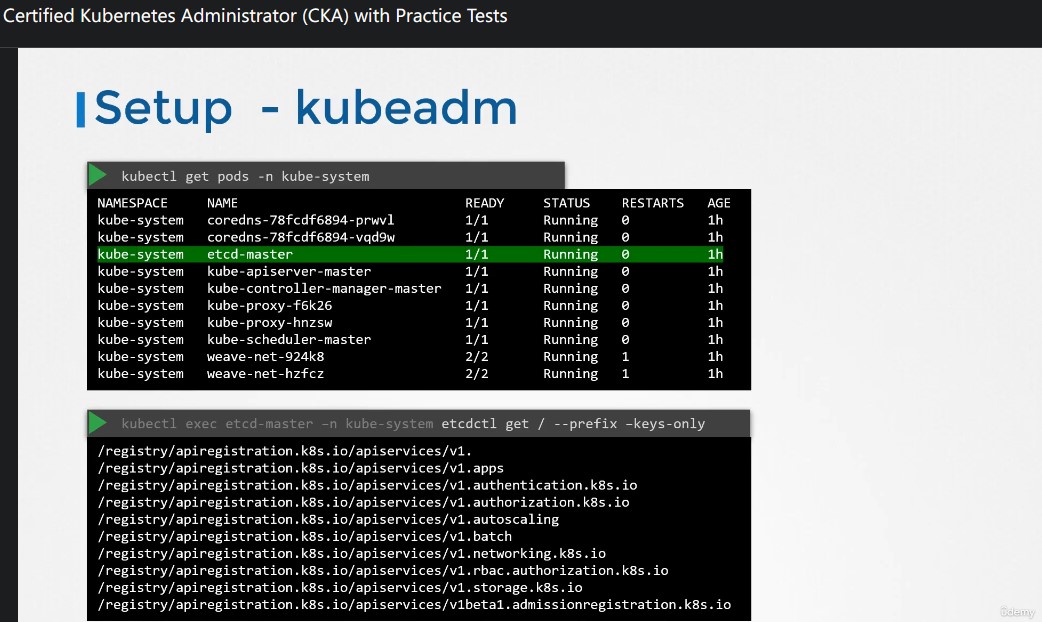 Certified Kubernetes Administrator (CKA) with Practice Tests
Setup - kubeadm
kubectl get pods -n kube-system
NAMESPACE NAME READY STATUS RESTARTS AGE
kube-system coredns-78fcdf6894-prwvl 1/1 Running 0 1h
kube-system coredns-78fcdf6894-vqd9w 1/1 Running 0 1h
kube-system etcd-master 1/1 Running 0 1h
kube-system kube-apiserver-master 1/1 Running 0 1h
kube-system kube-controller-manager-master 1/1 Running 0 1h
kube-system kube-proxy-f6k26 1/1 Running 0 1h
kube-system kube-proxy-hnzsw 1/1 Running 0 1h
kube-system kube-scheduler-master 1/1 Running 0 1h
kube-system weave-net-924k8 2/2 Running 1 1h
kube-system weave-net-hzfcz 2/2 Running 1 1h
kubectl exec etcd-master –n kube-system etcdctl get / --prefix –keys-only
/registry/apiregistration.k8s.io/apiservices/v1.
/registry/apiregistration.k8s.io/apiservices/v1.apps
/registry/apiregistration.k8s.io/apiservices/v1.authentication.k8s.io
/registry/apiregistration.k8s.io/apiservices/v1.authorization.k8s.io
/registry/apiregistration.k8s.io/apiservices/v1.autoscaling
/registry/apiregistration.k8s.io/apiservices/v1.batch
/registry/apiregistration.k8s.io/apiservices/v1.networking.k8s.io
/registry/apiregistration.k8s.io/apiservices/v1.rbac.authorization.k8s.io
/registry/apiregistration.k8s.io/apiservices/v1.storage.k8s.io
/registry/apiregistration.k8s.io/apiservices/v1beta1.admissionregistration.k8s.io
ûdemy